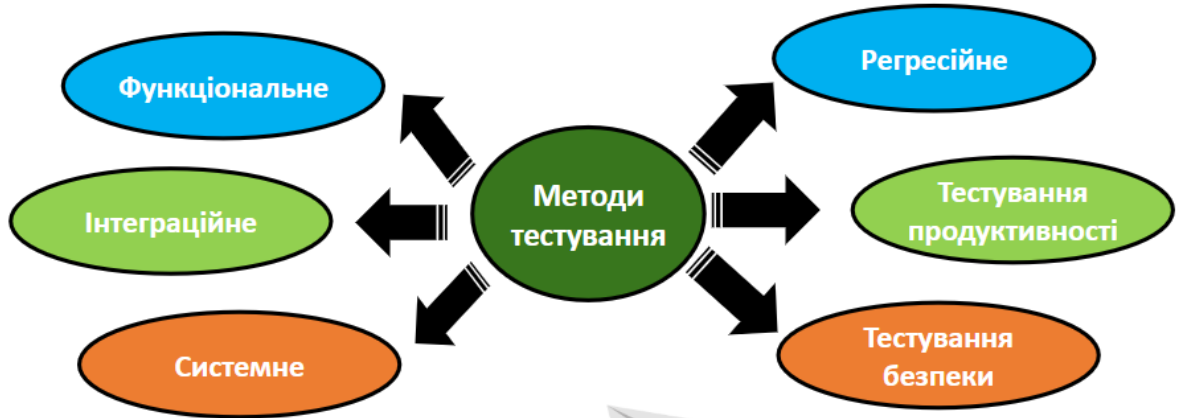 Функціональне
Інтеграційне
Системне
Методи
тестування
Регресійне
Тестування
продуктивності
Тестування
безпеки